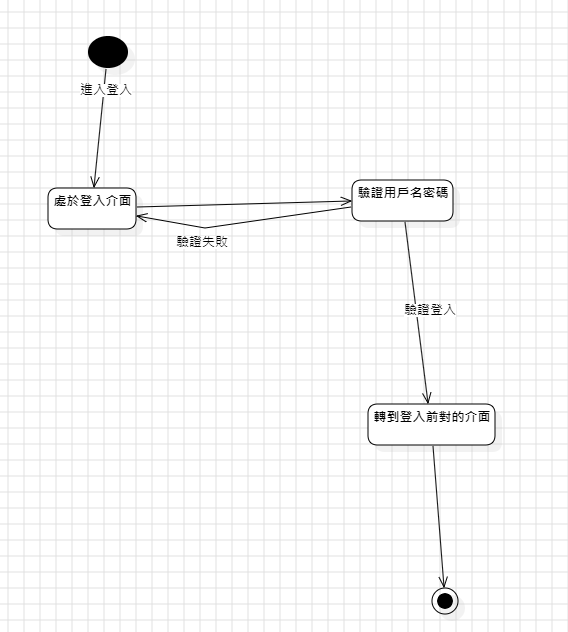 進入登入
處於登入介面
驗證用戶名密碼
驗證失敗
驗證登入
轉到登入前對的介面